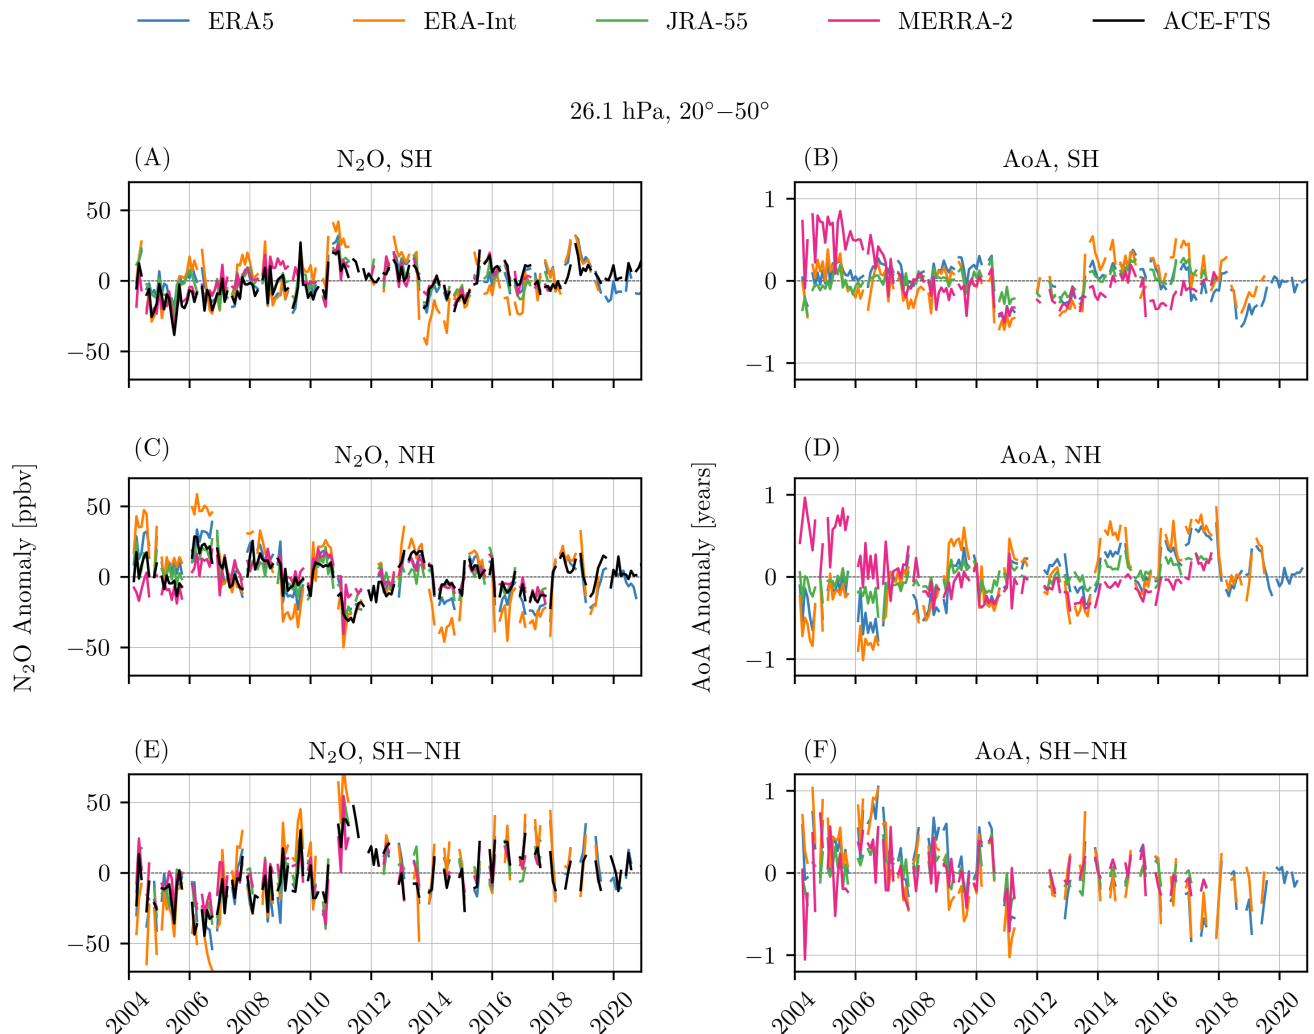 ERA5 ERA-Int JRA-55 MERRA-2 ACE-FTS
26.1 hPa, 20°−50°
(A) N₂O, SH
50
0
−50
(B) AoA, SH
1
0
−1
N₂O Anomaly [ppbv]
(C) N₂O, NH
50
0
−50
AoA Anomaly [years]
(D) AoA, NH
1
0
−1
(E) N₂O, SH−NH
50
0
−50
2004 2006 2008 2010 2012 2014 2016 2018 2020
(F) AoA, SH−NH
1
0
−1
2004 2006 2008 2010 2012 2014 2016 2018 2020